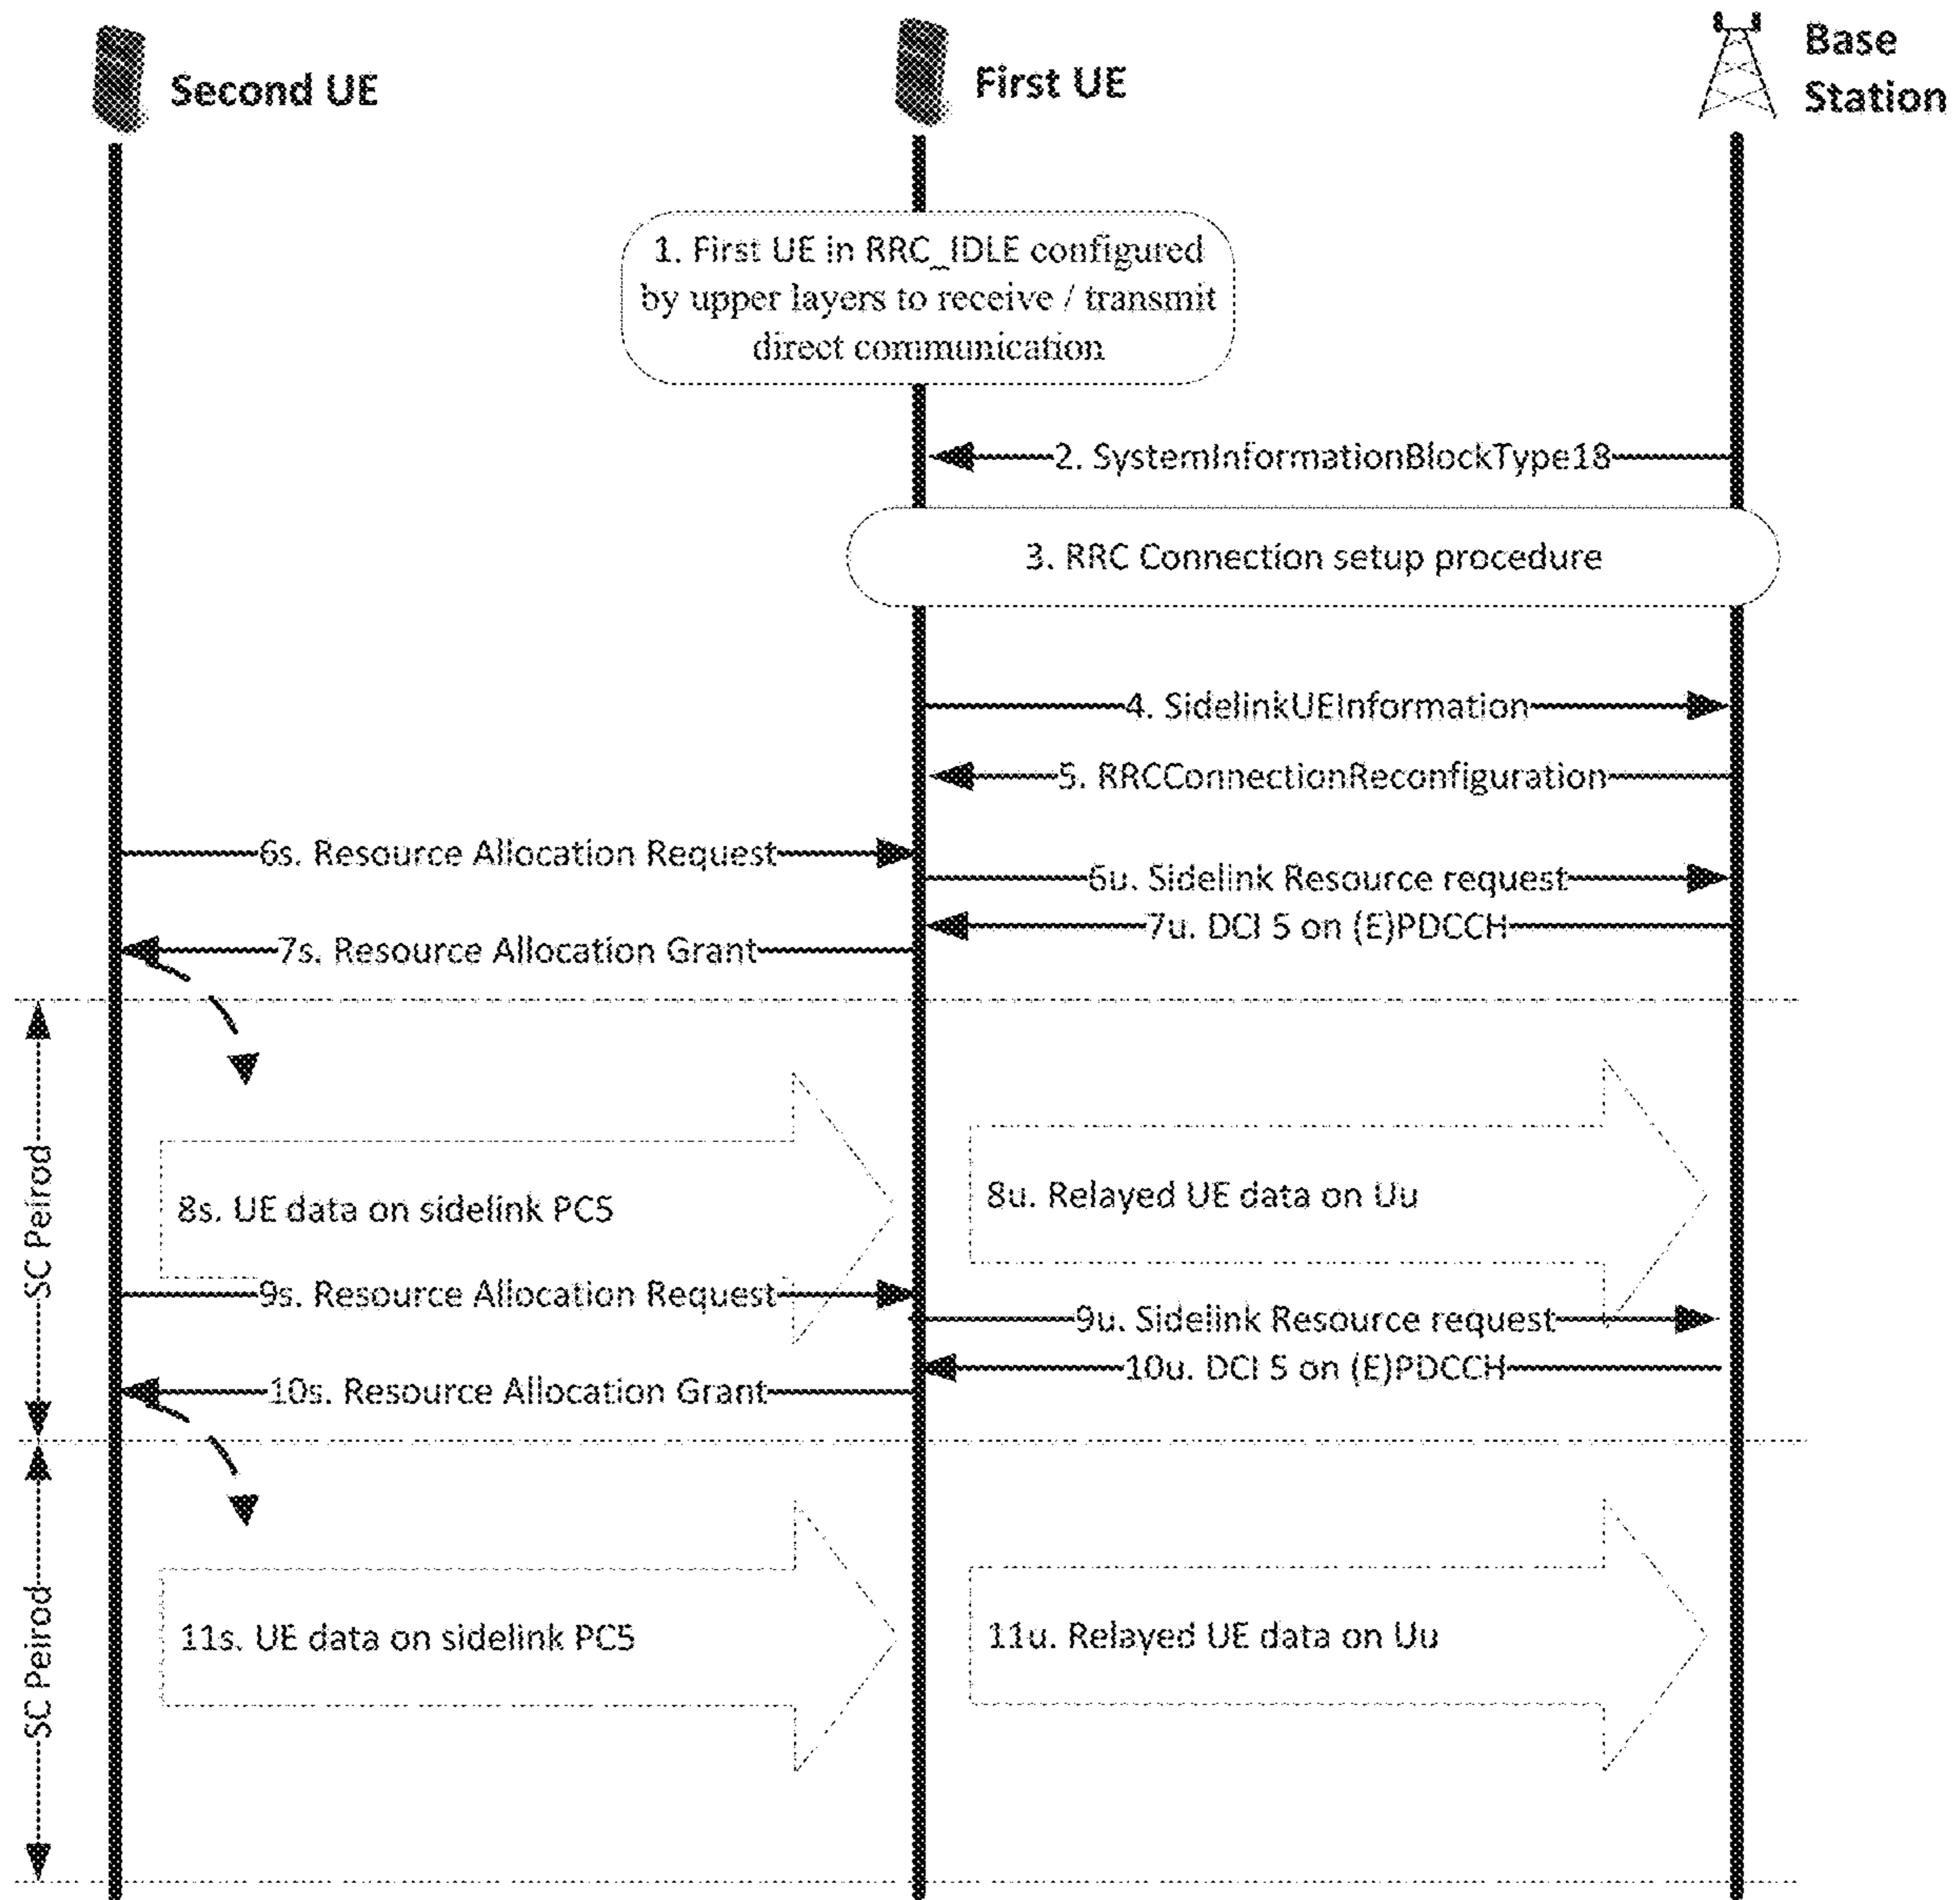 Second UE
First UE
Base
Station
1. First UE in RRC_IDLE configured
by upper layers to receive / transmit
direct communication
2. SystemInformationBlockType18
3. RRC Connection setup procedure
4. SidelinkUEInformation
5. RRCConnectionReconfiguration
6s. Resource Allocation Request
6u. Sidelink Resource request
7u. DCI 5 on (E)PDCCH
7s. Resource Allocation Grant
SC Peirod
8s. UE data on sidelink PC5
8u. Relayed UE data on Uu
9s. Resource Allocation Request
9u. Sidelink Resource request
10u. DCI 5 on (E)PDCCH
10s. Resource Allocation Grant
SC Peirod
11s. UE data on sidelink PC5
11u. Relayed UE data on Uu